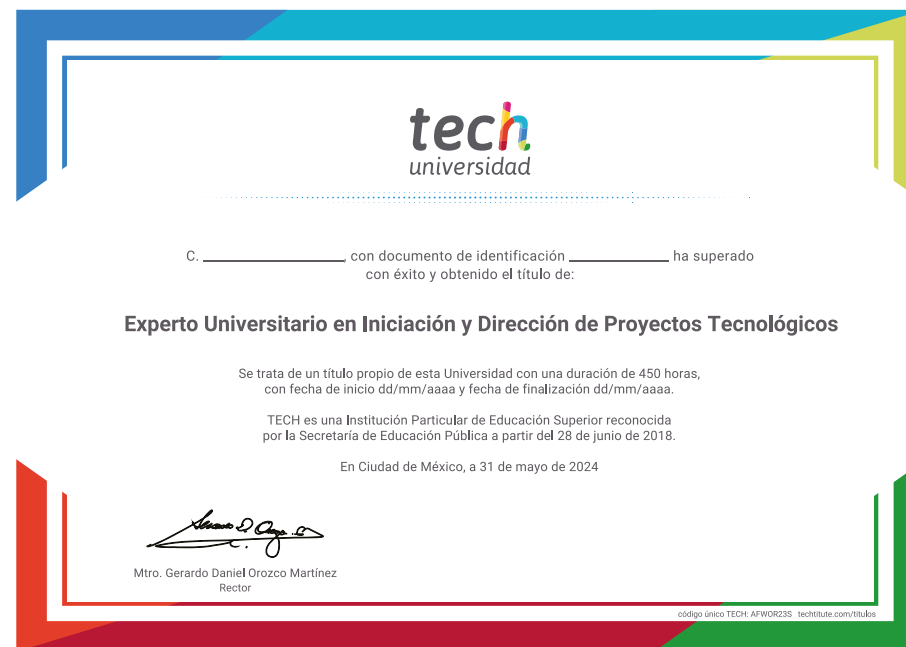 tech
universidad
C. ____________, con documento de identificación ____________ ha superado
con éxito y obtenido el título de:
Experto Universitario en Iniciación y Dirección de Proyectos Tecnológicos
Se trata de un título propio de esta Universidad con una duración de 450 horas,
con fecha de inicio dd/mm/aaaa y fecha de finalización dd/mm/aaaa.
TECH es una Institución Particular de Educación Superior reconocida
por la Secretaría de Educación Pública a partir del 28 de junio de 2018.
En Ciudad de México, a 31 de mayo de 2024
Mtro. Gerardo Daniel Orozco Martínez
Rector
código único TECH: AFWOR23S techtitute.com/titulos